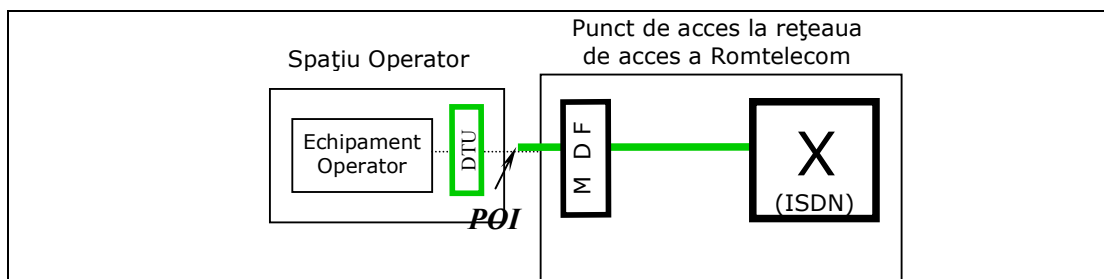 Punct de acces la reţeaua
de acces a Romtelecom
Spaţiu Operator
Echipament
Operator
DTU
POI
M D F
X
(ISDN)